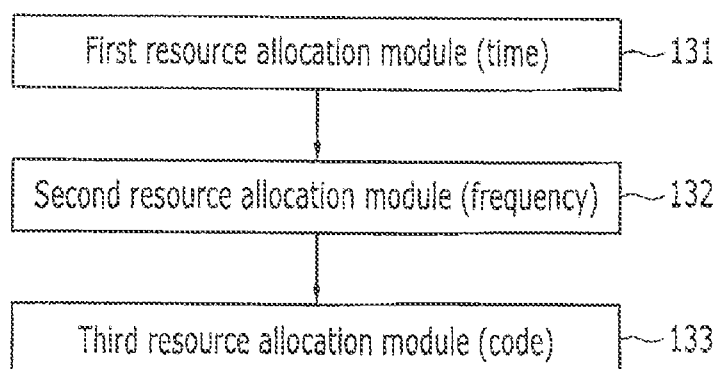 First resource allocation module (time) 131
Second resource allocation module (frequency) 132
Third resource allocation module (code) 133